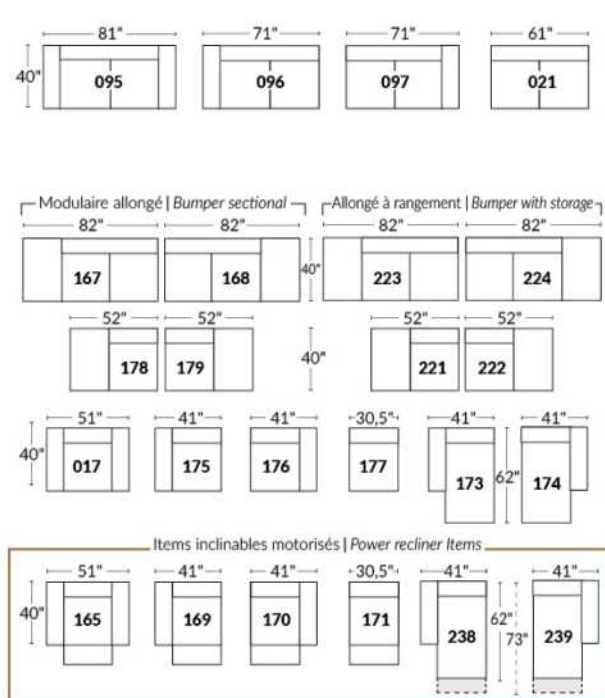 81" 71" 71" 61"
40" 095 096 097 021
Modulaire allongé | Bumper sectional Allongé à rangement | Bumper with storage
82" 82" 82" 82"
167 168 40" 223 224
52" 52" 52" 52"
178 179 40" 221 222
51" 41" 41" 30,5" 41" 41"
40" 017 175 176 177 173 62" 174
Items inclinables motorisés | Power recliner Items
51" 41" 41" 30,5" 41" 41"
40" 165 169 170 171 238 62" 73" 239